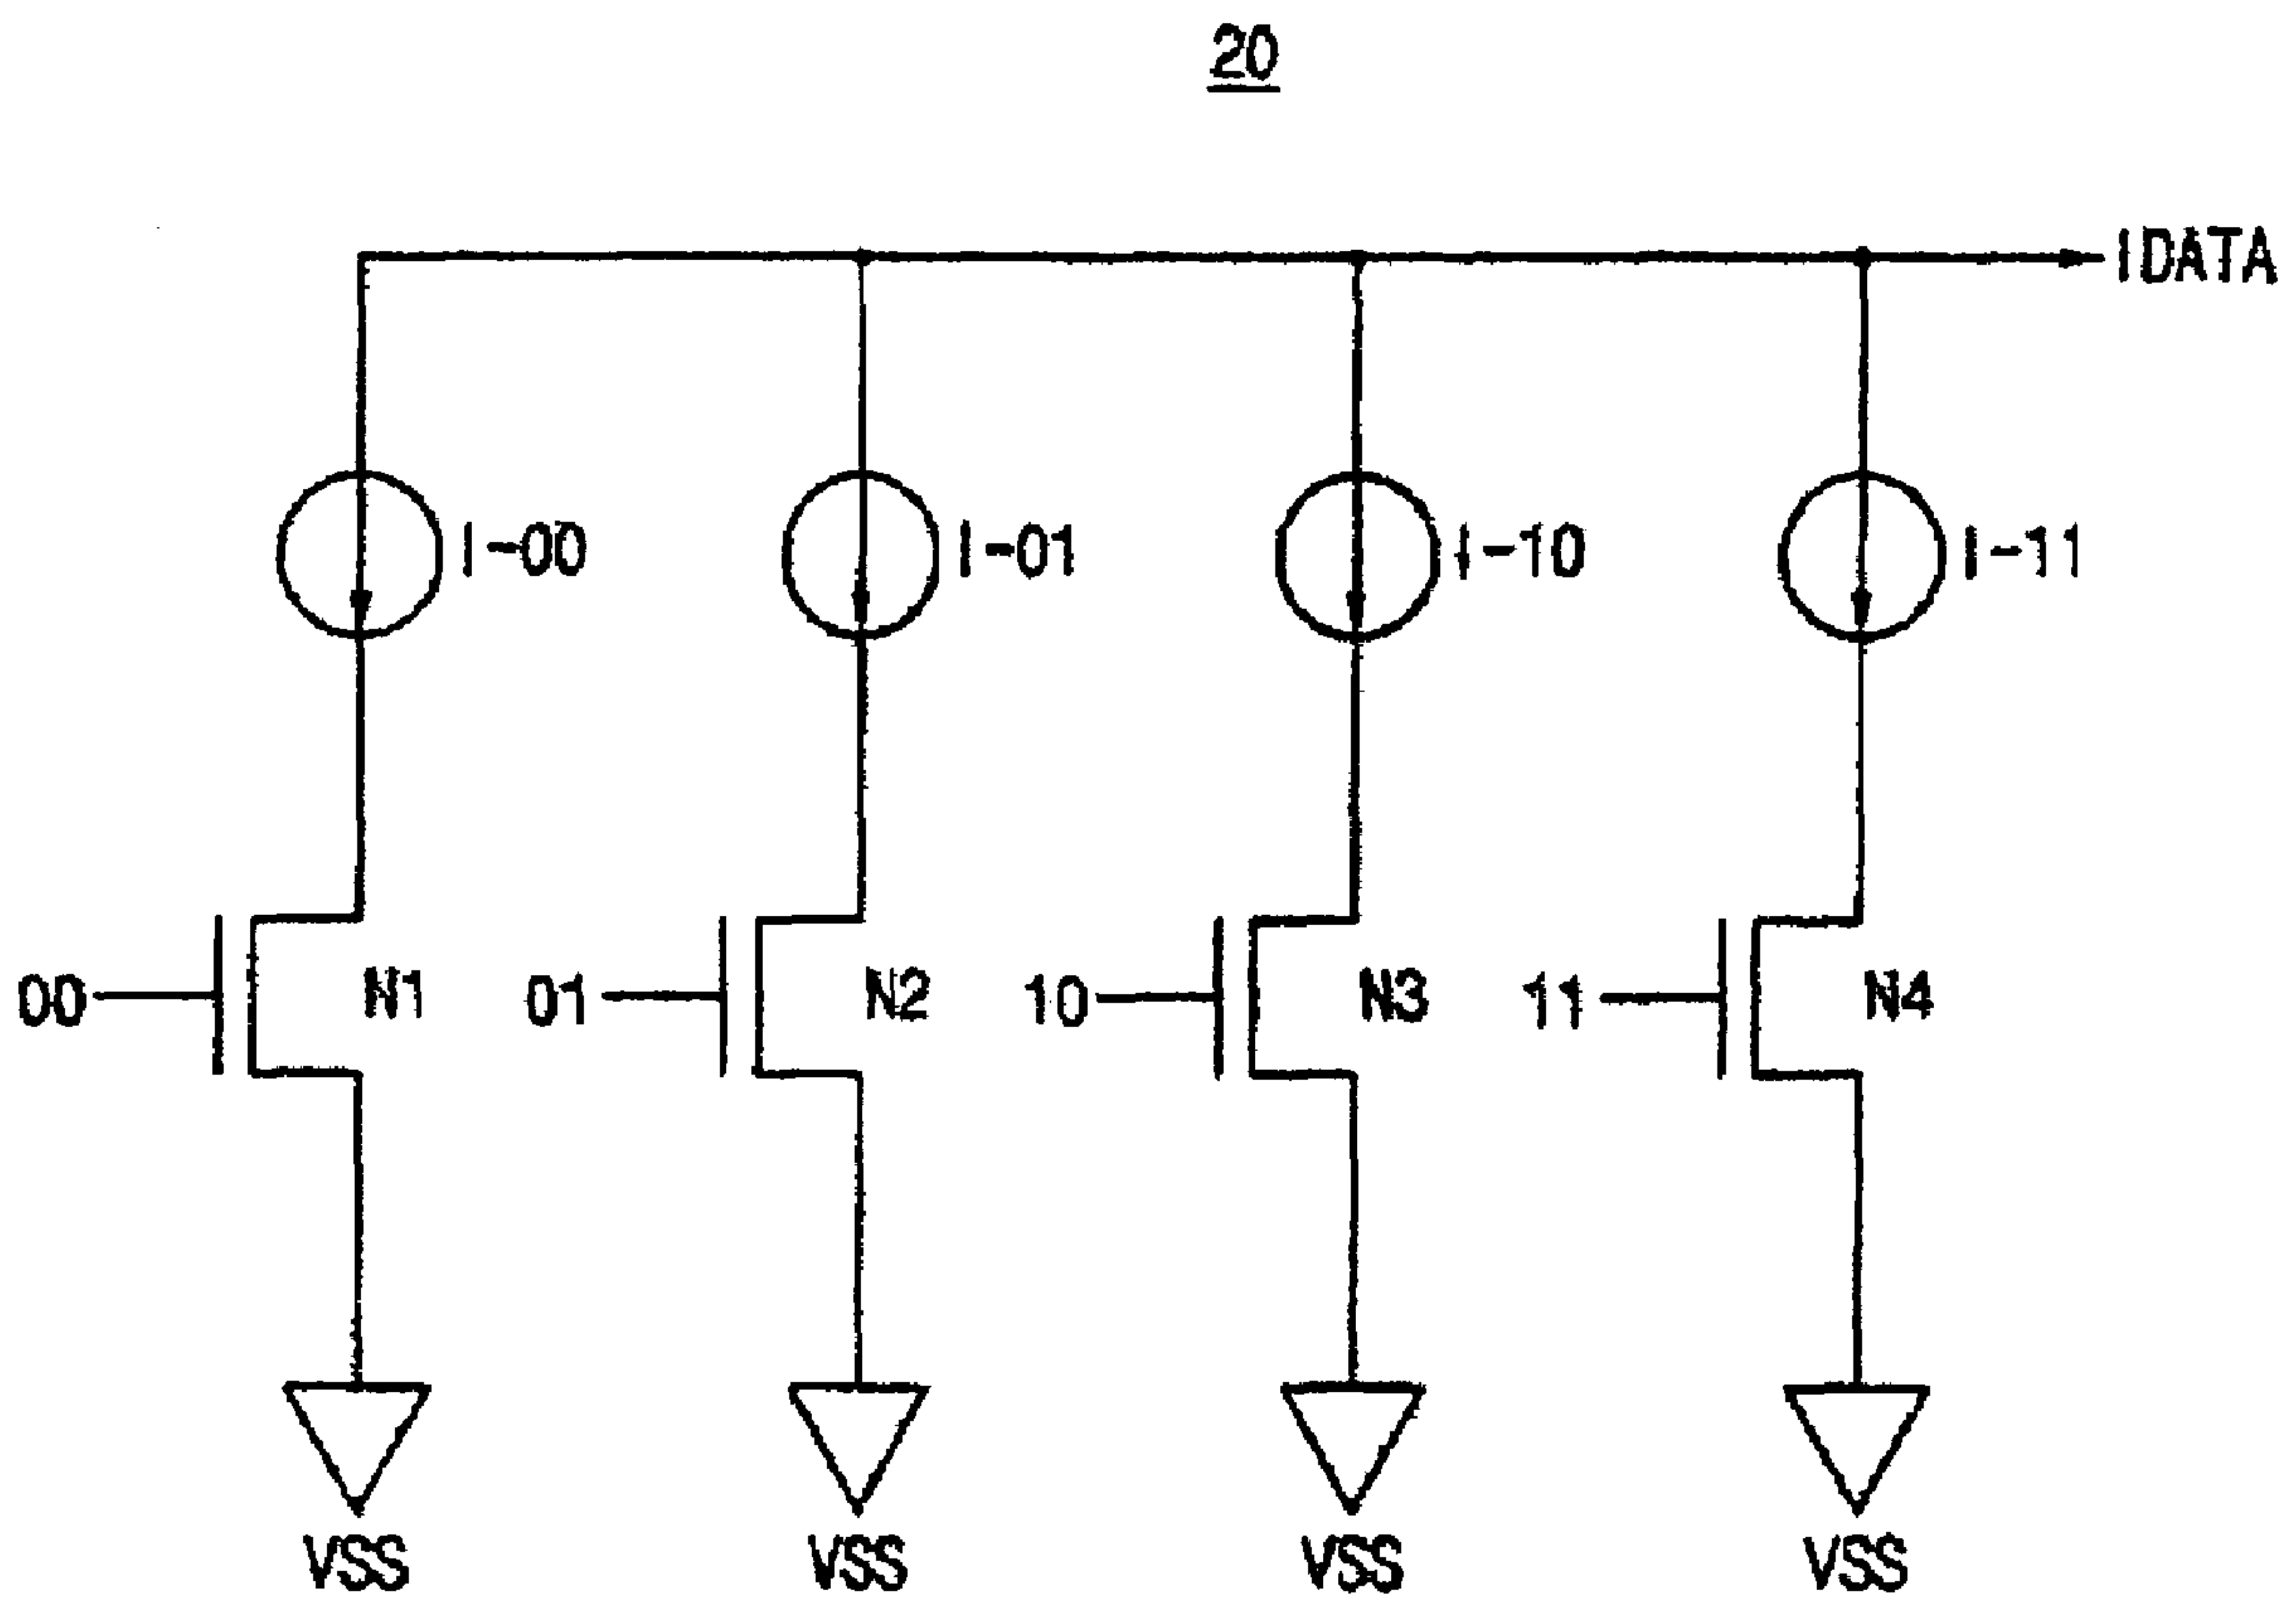 20
IDATA
I-00 I-01 I-10 I-11
00 N1 01 N2 10 N3 11 N4
VSS VSS VSS VSS